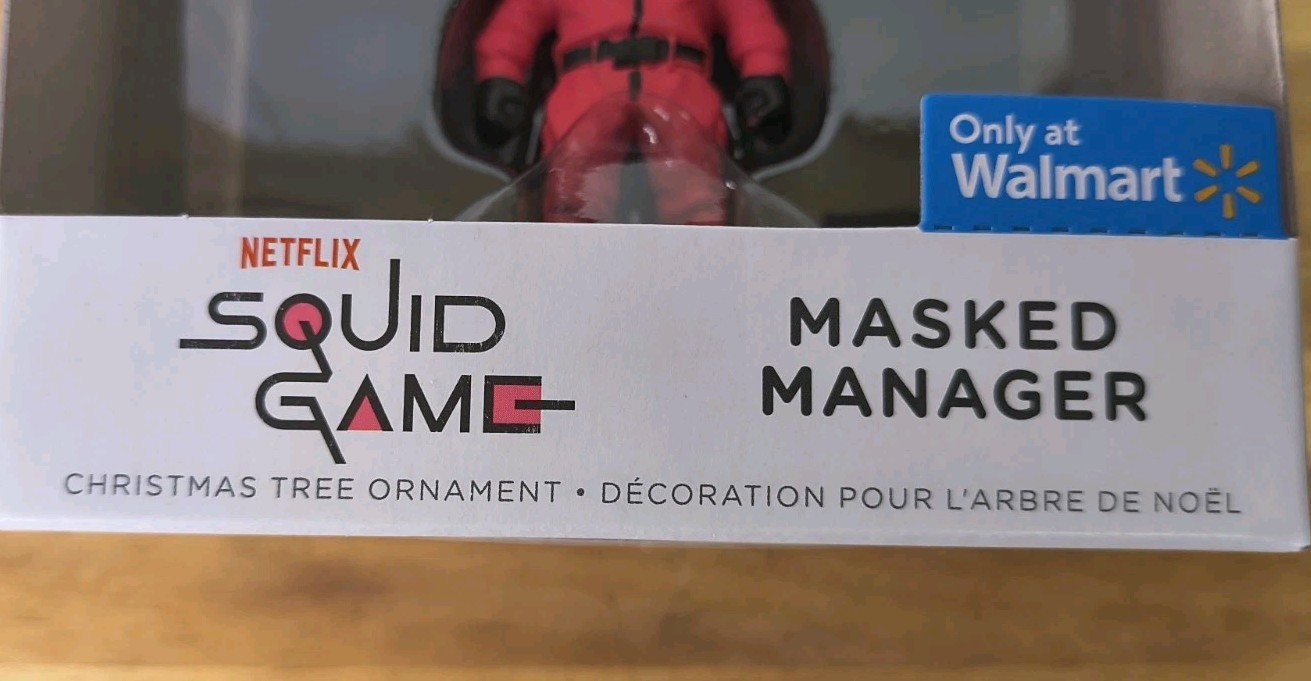 Only at
Walmart
NETFLIX
SQUID
GAME
MASKED
MANAGER
CHRISTMAS TREE ORNAMENT • DÉCORATION POUR L'ARBRE DE NOËL